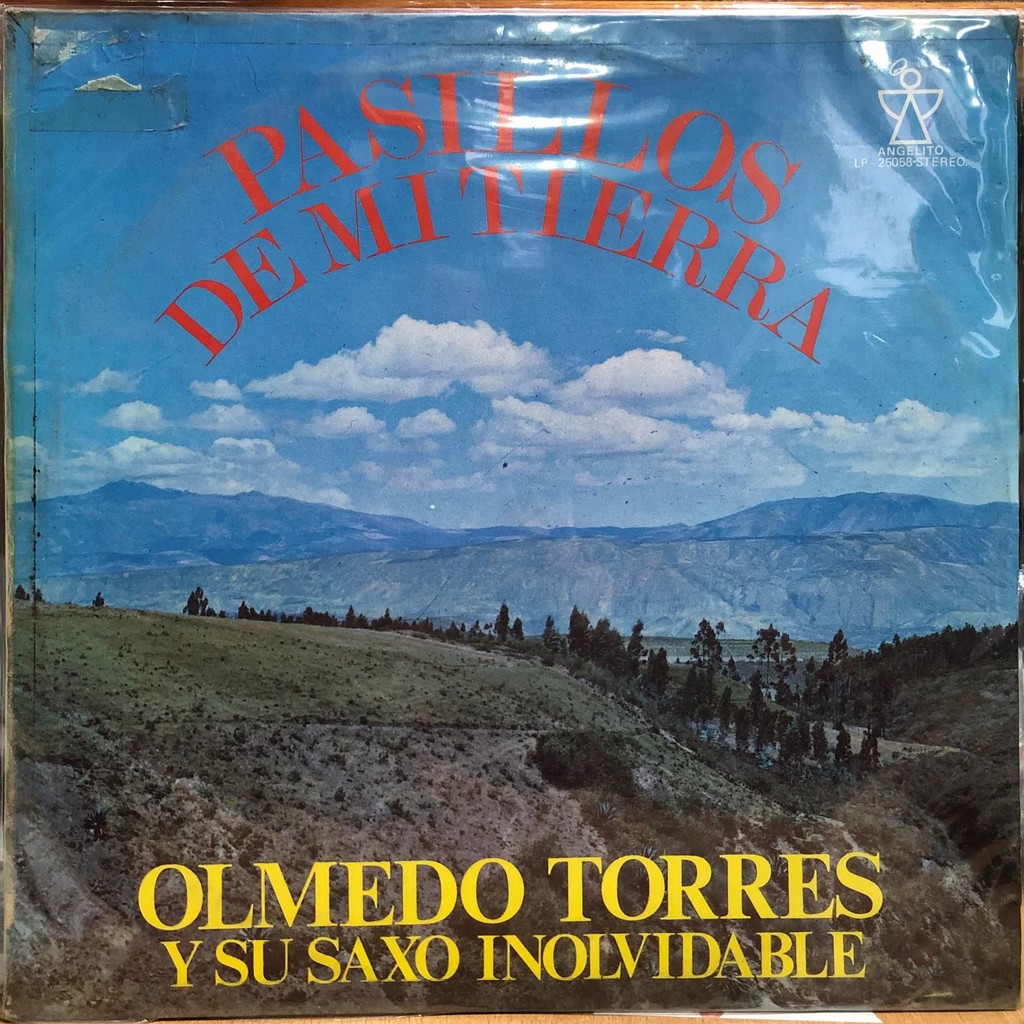 PASILLOS
DE MI TIERRA
ANGELITO
LP - 25058-STEREO
OLMEDO TORRES
Y SU SAXO INOLVIDABLE